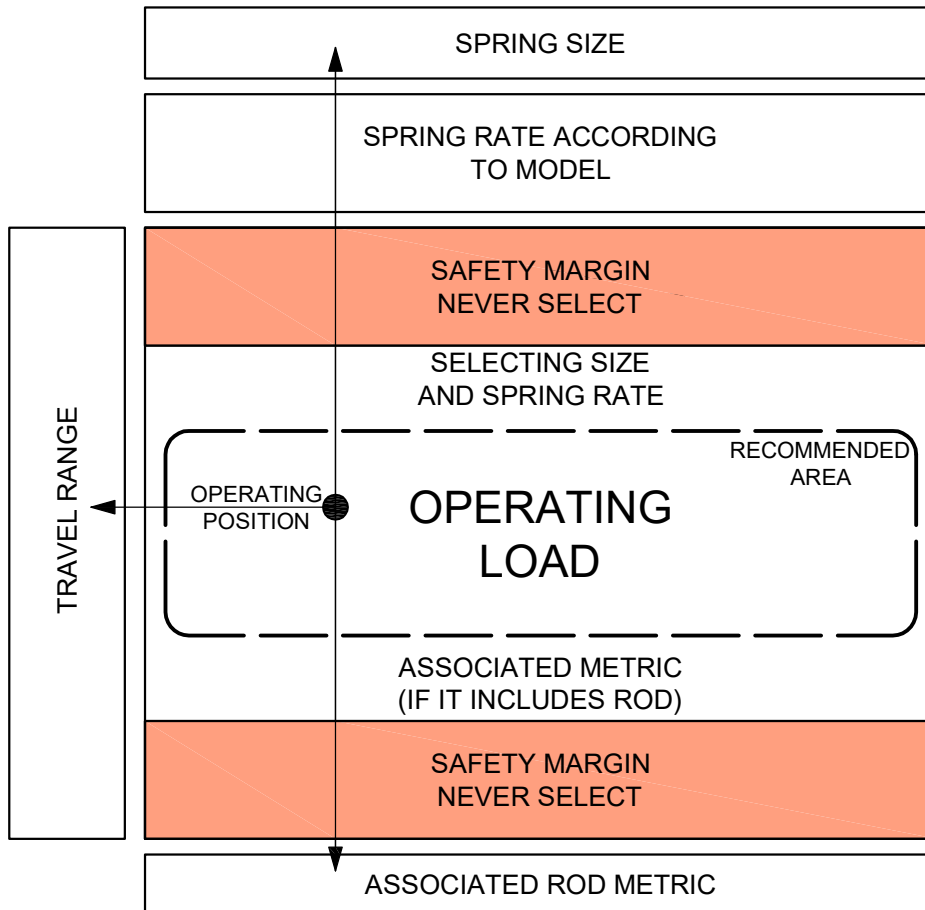 SPRING SIZE
SPRING RATE ACCORDING
TO MODEL
SAFETY MARGIN
NEVER SELECT
SELECTING SIZE
AND SPRING RATE
RECOMMENDED
AREA
TRAVEL RANGE
OPERATING
POSITION
OPERATING
LOAD
ASSOCIATED METRIC
(IF IT INCLUDES ROD)
SAFETY MARGIN
NEVER SELECT
ASSOCIATED ROD METRIC